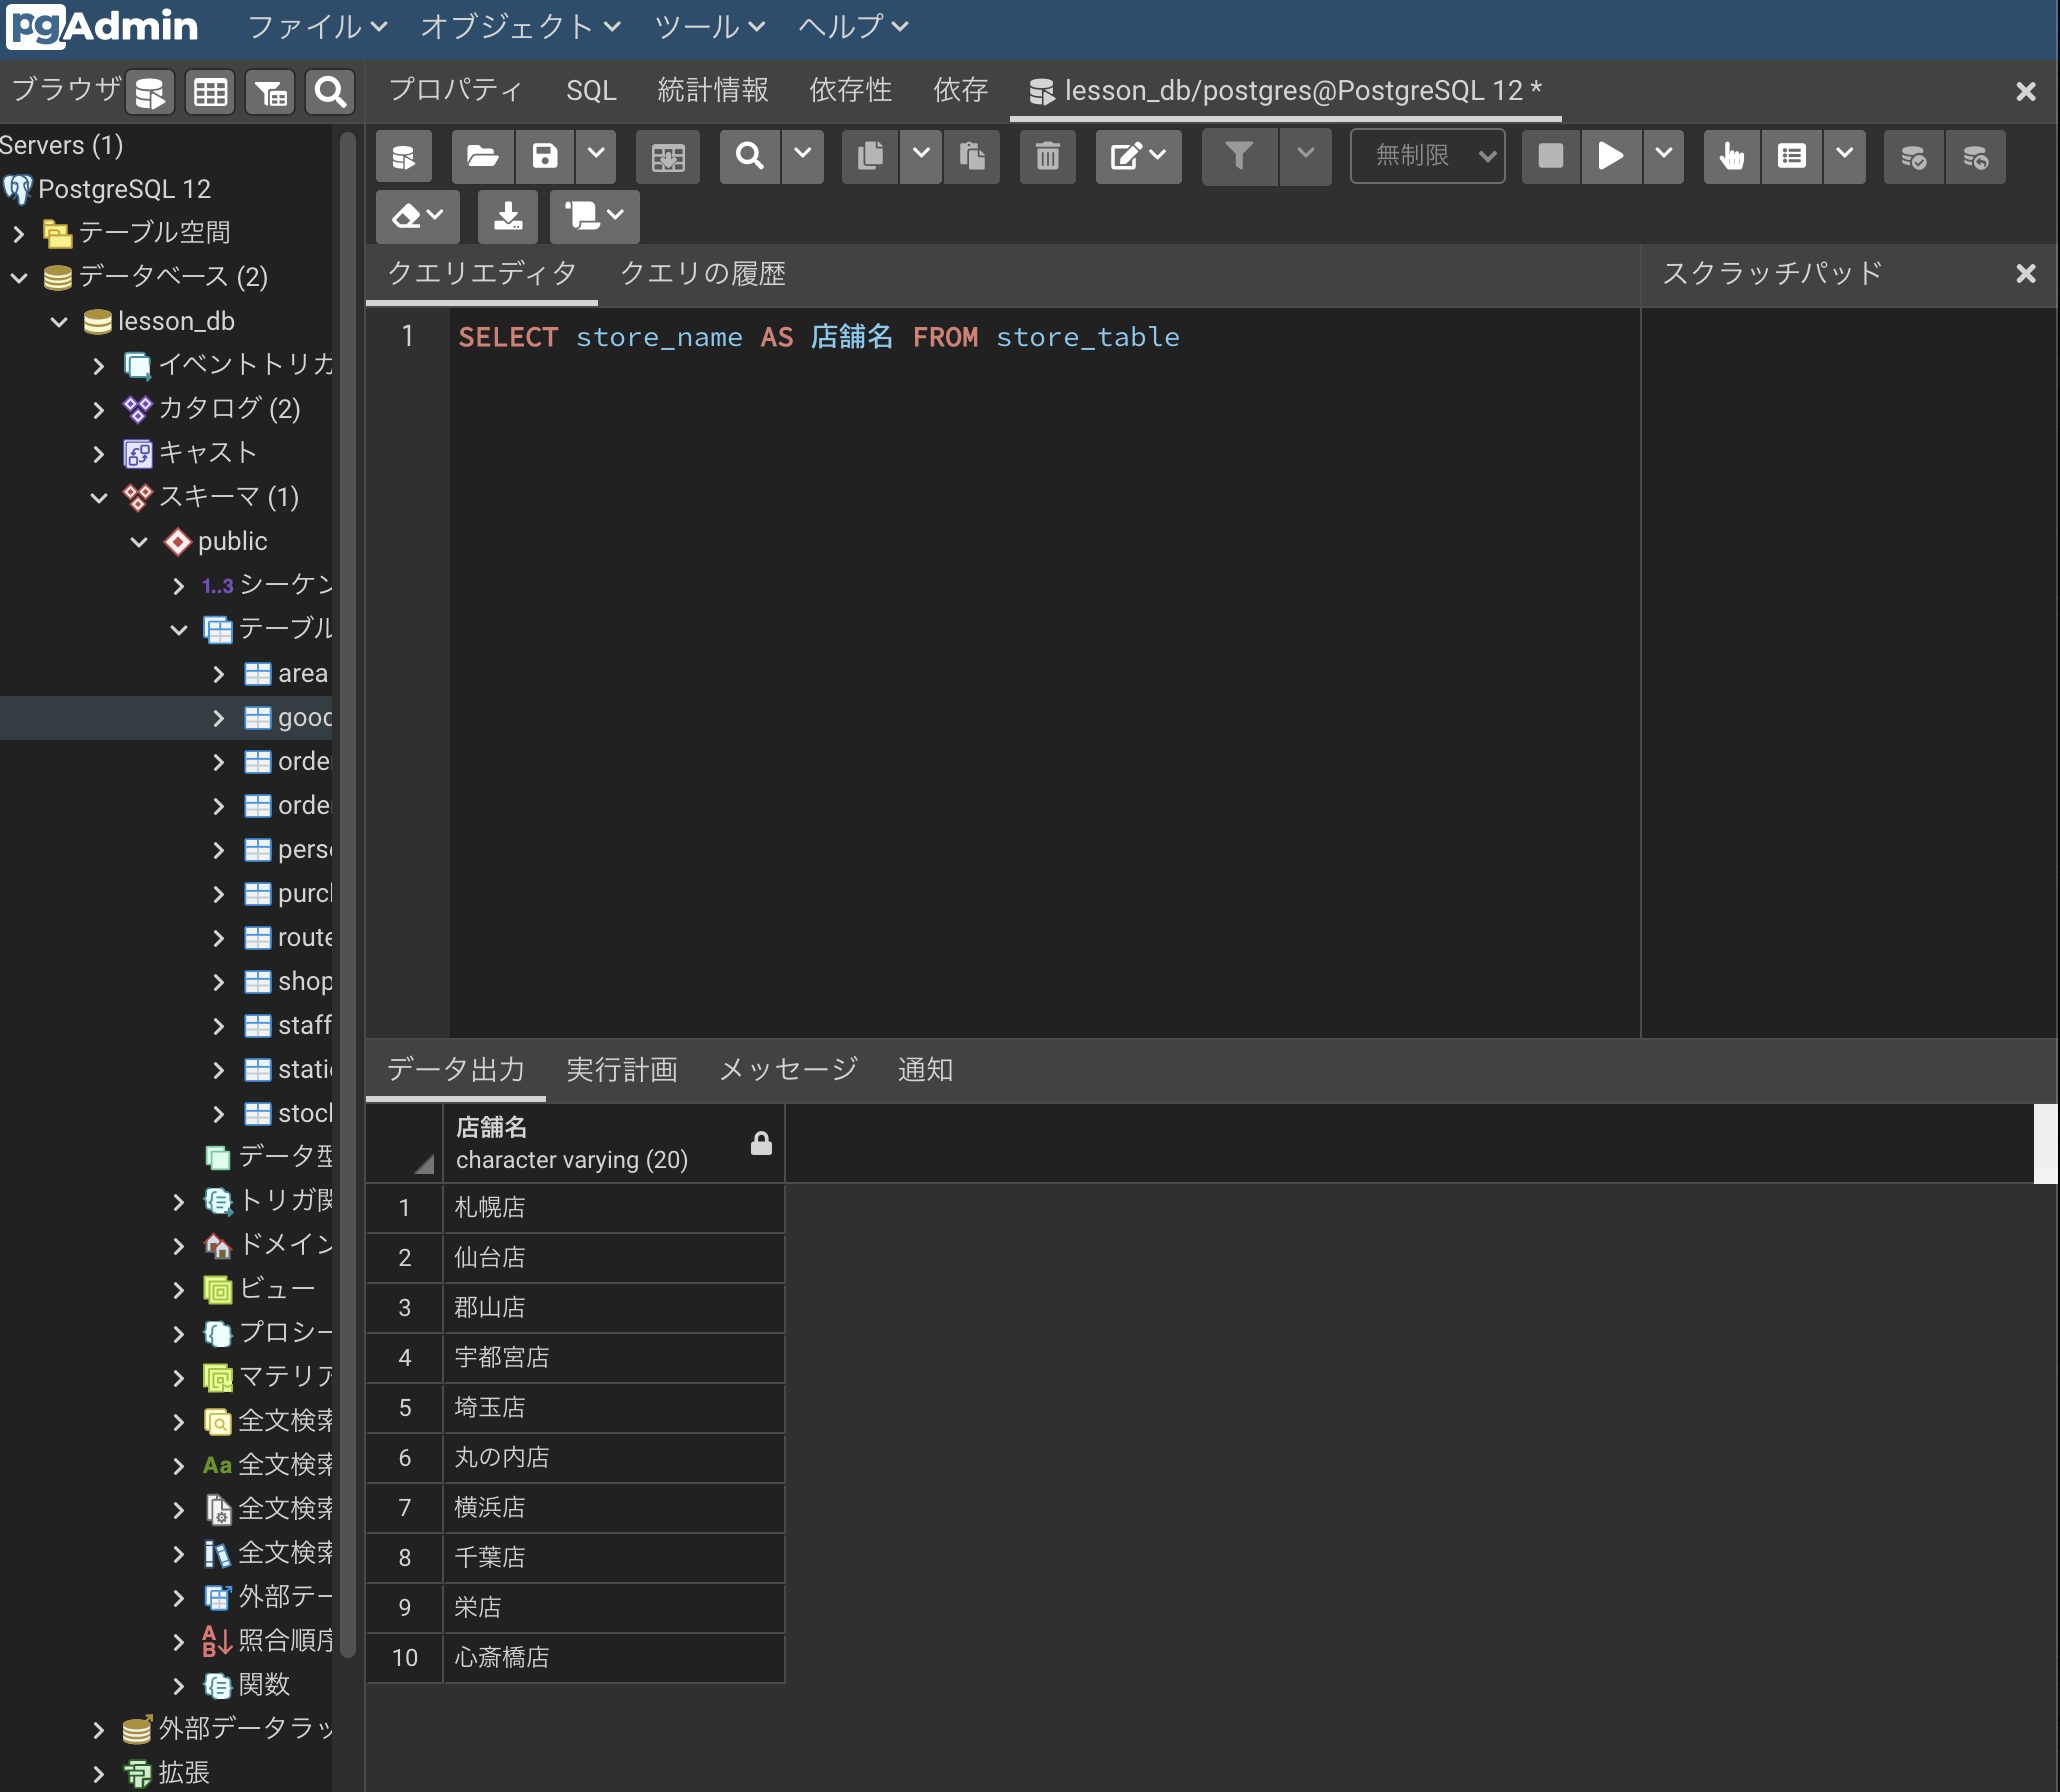 pgAdmin ファイル オブジェクト ツール ヘルプ
ブラウザ プロパティ SQL 統計情報 依存性 依存 lesson_db/postgres@PostgreSQL 12 *
Servers (1)
PostgreSQL 12
テーブル空間
データベース (2)
lesson_db
イベントトリガ
カタログ (2)
キャスト
スキーマ (1)
public
1..3 シーケン
テーブル
area
good
order
order
perso
purch
route
shop
staff
static
stock
データ型
トリガ関
ドメイン
ビュー
プロシー
マテリア
全文検索
Aa 全文検索
全文検索
全文検索
外部テー
AB 照合順序
関数
外部データラッ
拡張
無制限
クエリエディタ クエリの履歴 スクラッチパッド
1 SELECT store_name AS 店舗名 FROM store_table
データ出力 実行計画 メッセージ 通知
店舗名
character varying (20)
1 札幌店
2 仙台店
3 郡山店
4 宇都宮店
5 埼玉店
6 丸の内店
7 横浜店
8 千葉店
9 栄店
10 心斎橋店